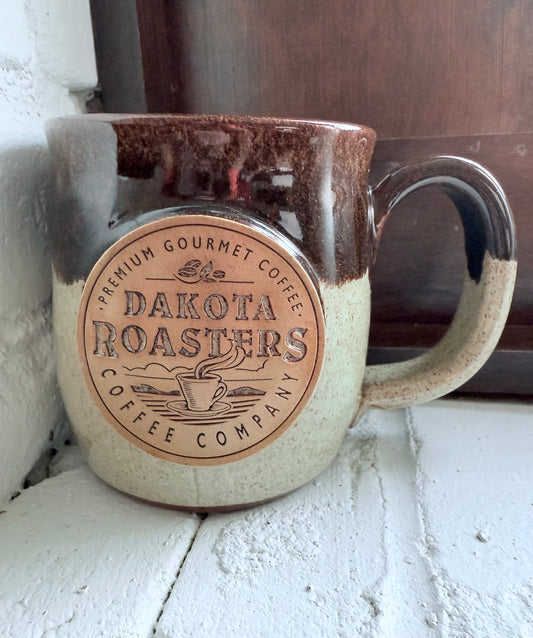 · PREMIUM GOURMET COFFEE ·
DAKOTA
ROASTERS
COFFEE COMPANY